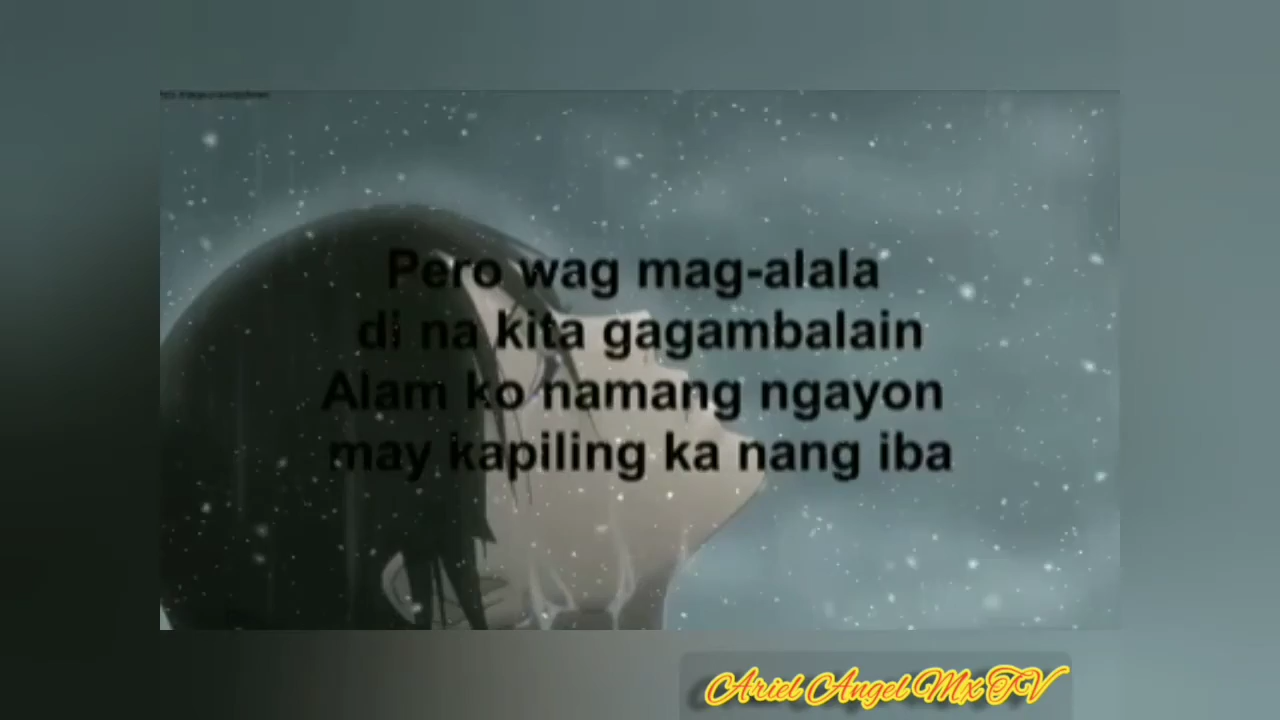 Pero wag mag-alala
di na kita gagambalain
Alam ko namang ngayon
may kapiling ka nang iba
Ariel Angel Mx TV